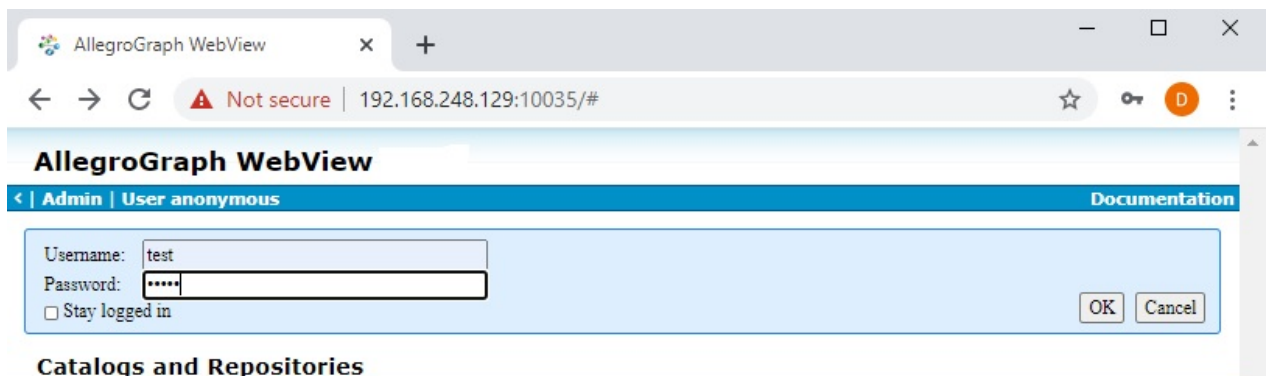 AllegroGraph WebView
Not secure | 192.168.248.129:10035/#
D
AllegroGraph WebView
< | Admin | User anonymous Documentation
Username: test
Password: •••••
Stay logged in
OK Cancel
Catalogs and Repositories